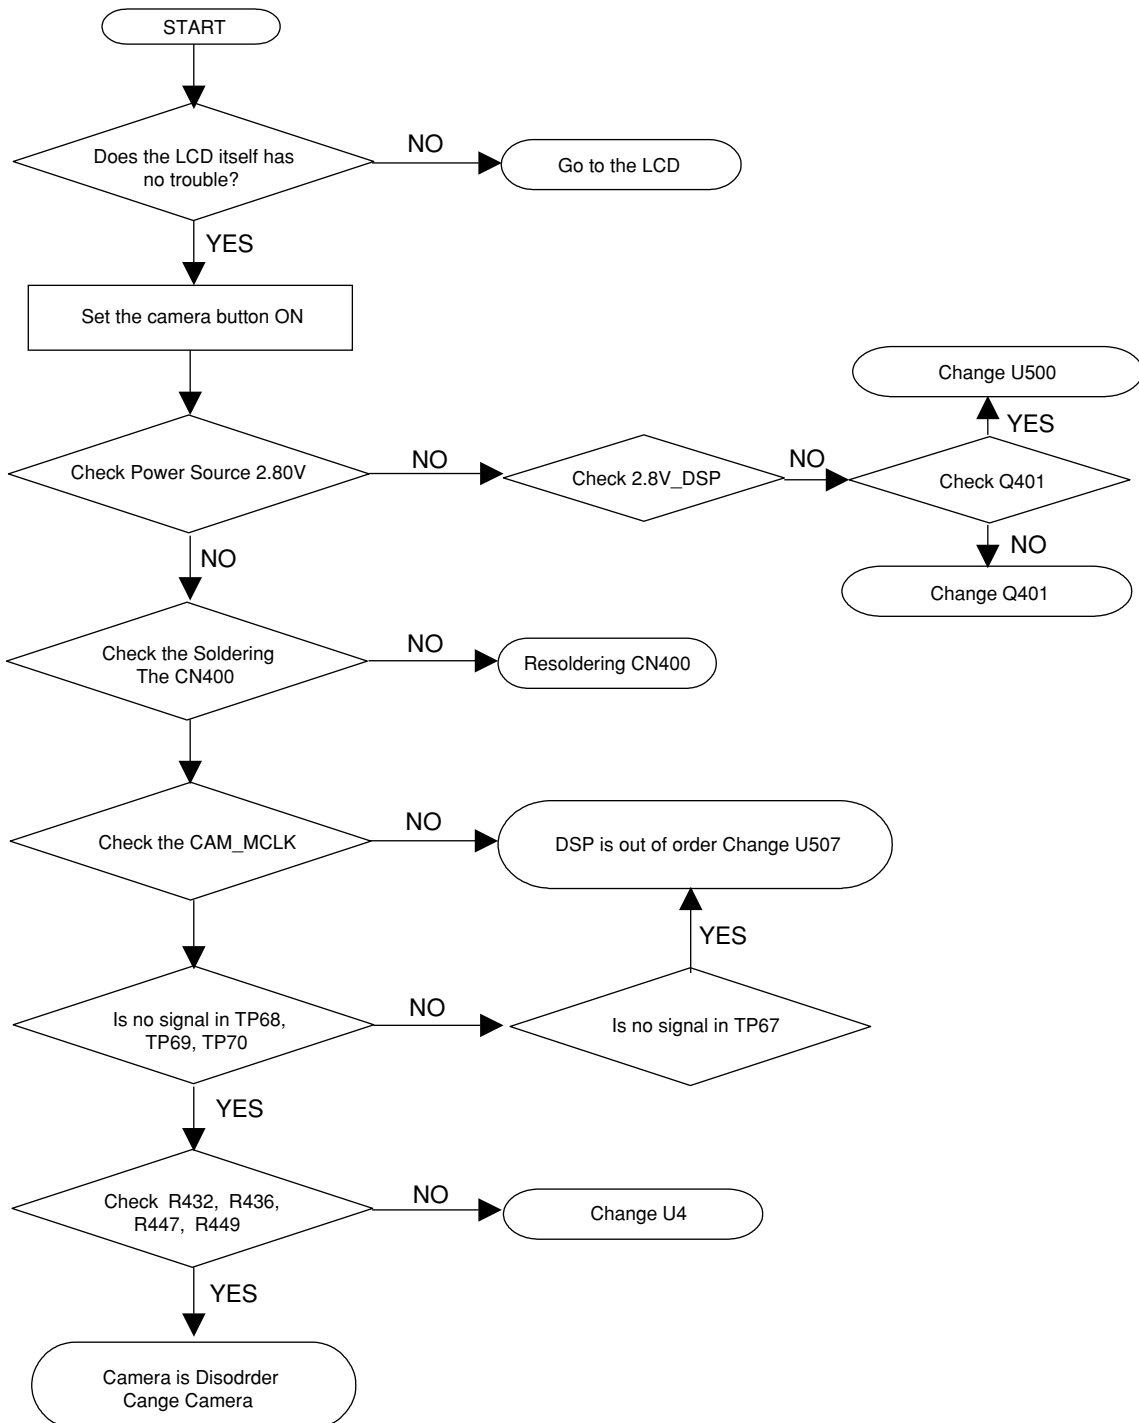 START
Does the LCD itself has
no trouble?
NO
Go to the LCD
YES
Set the camera button ON
Change U500
YES
Check Power Source 2.80V
NO
Check 2.8V_DSP
NO
Check Q401
NO
NO
Change Q401
Check the Soldering
The CN400
NO
Resoldering CN400
Check the CAM_MCLK
NO
DSP is out of order Change U507
YES
Is no signal in TP68,
TP69, TP70
NO
Is no signal in TP67
YES
Check R432, R436,
R447, R449
NO
Change U4
YES
Camera is Disodrder
Cange Camera